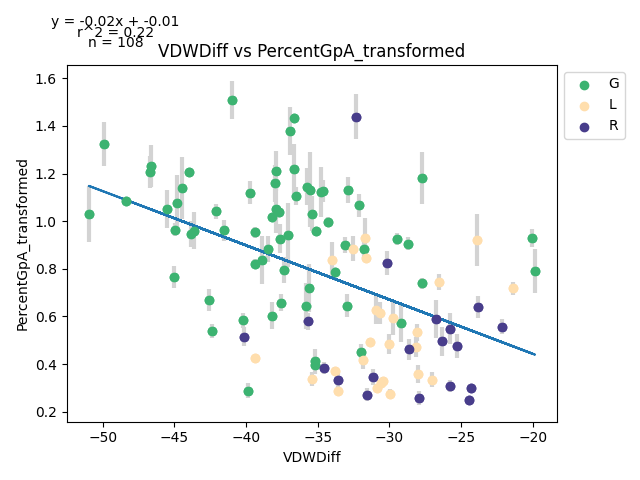 y = -0.02x + -0.01
r^2 = 0.22
n = 108
VDWDiff vs PercentGpA_transformed
PercentGpA_transformed
1.6
1.4
1.2
1.0
0.8
0.6
0.4
0.2
−50
−45
−40
−35
−30
−25
−20
VDWDiff
G
L
R